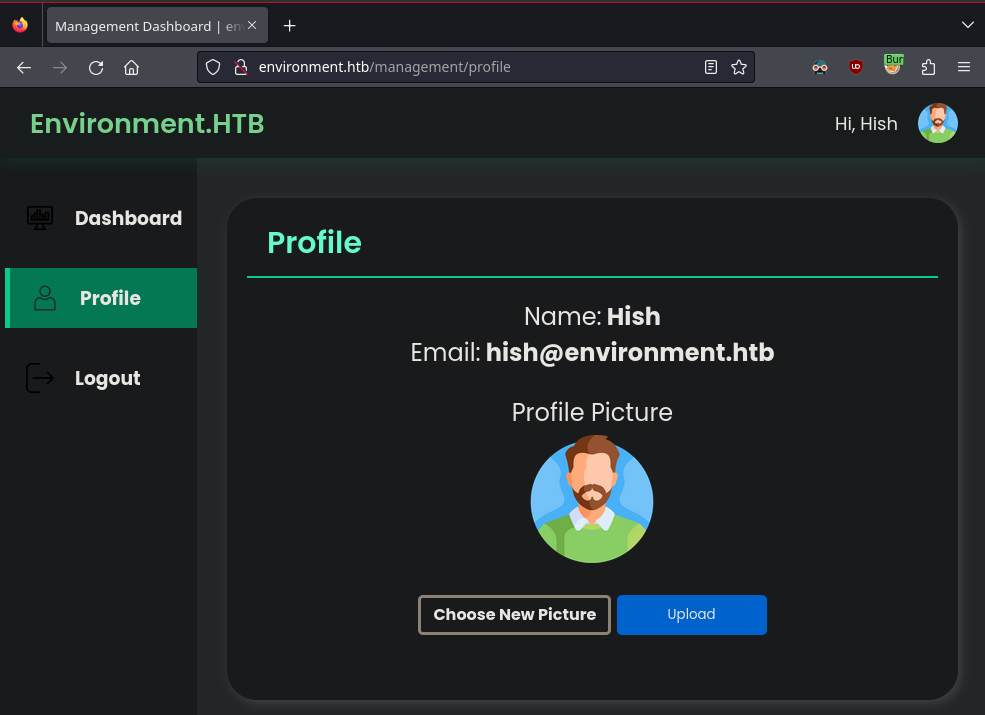 Management Dashboard | en
environment.htb/management/profile
Bur
Environment.HTB
Hi, Hish
Dashboard
Profile
Logout
Profile
Name: Hish
Email: hish@environment.htb
Profile Picture
Choose New Picture
Upload